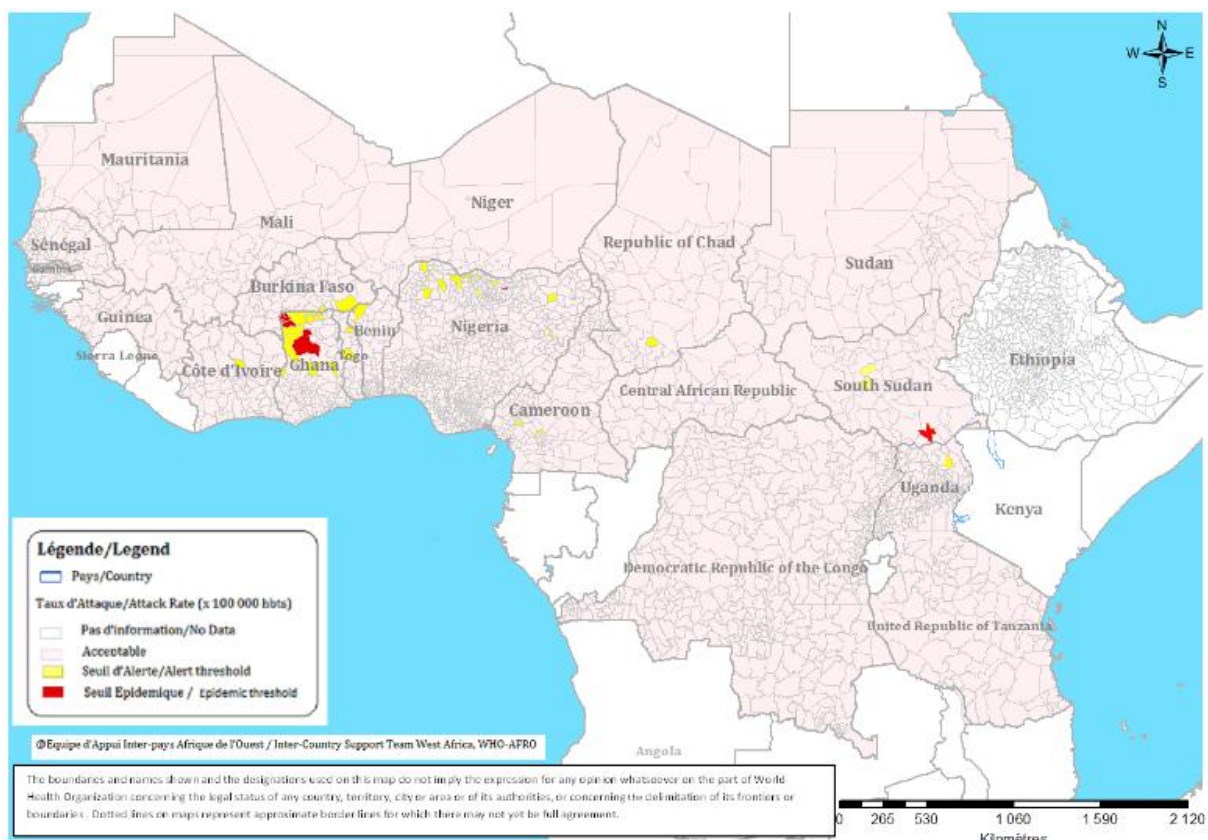 N
W E
S
Mauritania
Mali
Niger
Republic of Chad
Sudan
Sénégal
Gambia
Burkina Faso
Guinea
Benin
Nigeria
Ethiopia
Sierra Leone
Côte d'Ivoire
Ghana
Togo
South Sudan
Central African Republic
Cameroon
Uganda
Kenya
Democratic Republic of the Congo
United Republic of Tanzania
Angola
Légende/Legend
Pays/Country
Taux d'Attaque/Attack Rate (x 100 000 hbts)
Pas d'information/No Data
Acceptable
Seuil d'Alerte/Alert threshold
Seuil Epidemique / Epidemic threshold
@Equipe d'Appui Inter-pays Afrique de l'Ouest / Inter-Country Support Team West Africa, WHO-AFRO
The boundaries and names shown and the designations used on this map do not imply the expression for any opinion whatsoever on the part of World
Health Organization concerning the legal status of any country, territory, city or area or of its authorities, or concerning the delimitation of its frontiers or
boundaries. Dotted lines on maps represent approximate border lines for which there may not yet be full agreement.
0 265 530 1 060 1 590 2 120
Kilomètres